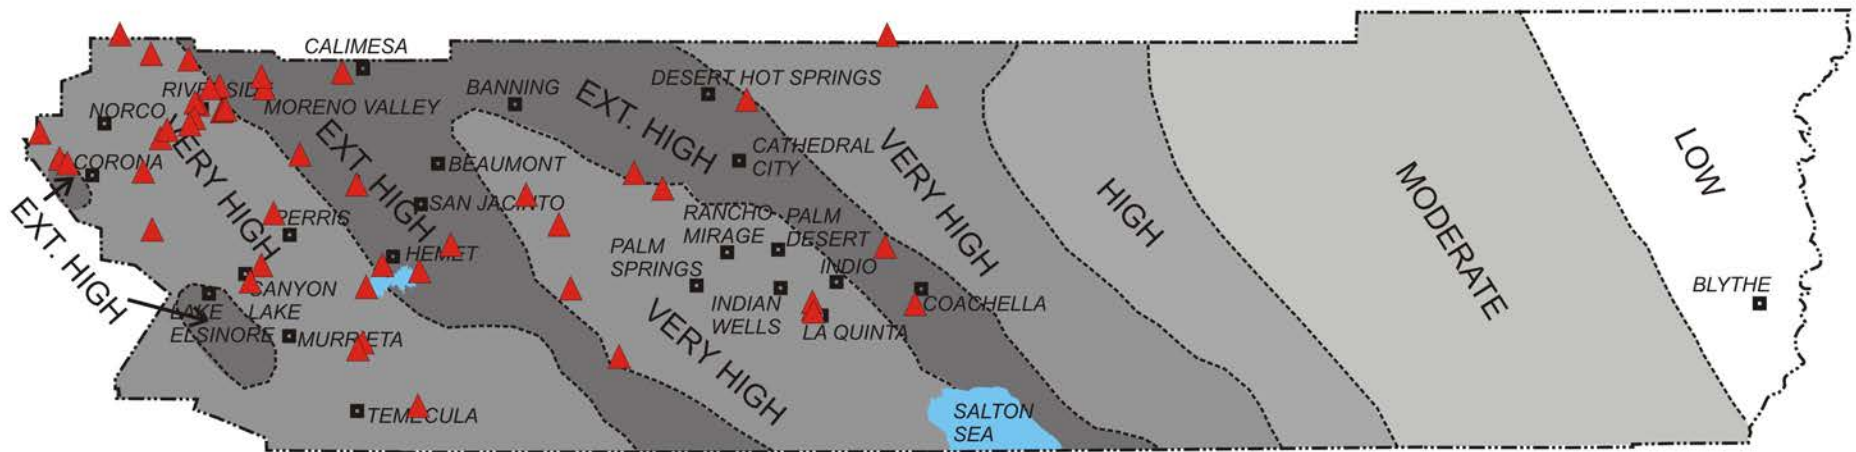 CALIMESA
RIVERSIDE
NORCO
MORENO VALLEY
BANNING
DESERT HOT SPRINGS
EXT. HIGH
CORONA
VERY HIGH
EXT. HIGH
BEAUMONT
CATHEDRAL
CITY
VERY HIGH
HIGH
MODERATE
LOW
EXT. HIGH
PERRIS
SAN JACINTO
HEMET
RANCHO
MIRAGE
PALM
DESERT
PALM
SPRINGS
INDIO
CANYON
LAKE
LAKE
ELSINORE
MURRIETA
INDIAN
WELLS
LA QUINTA
COACHELLA
BLYTHE
VERY HIGH
TEMECULA
SALTON
SEA